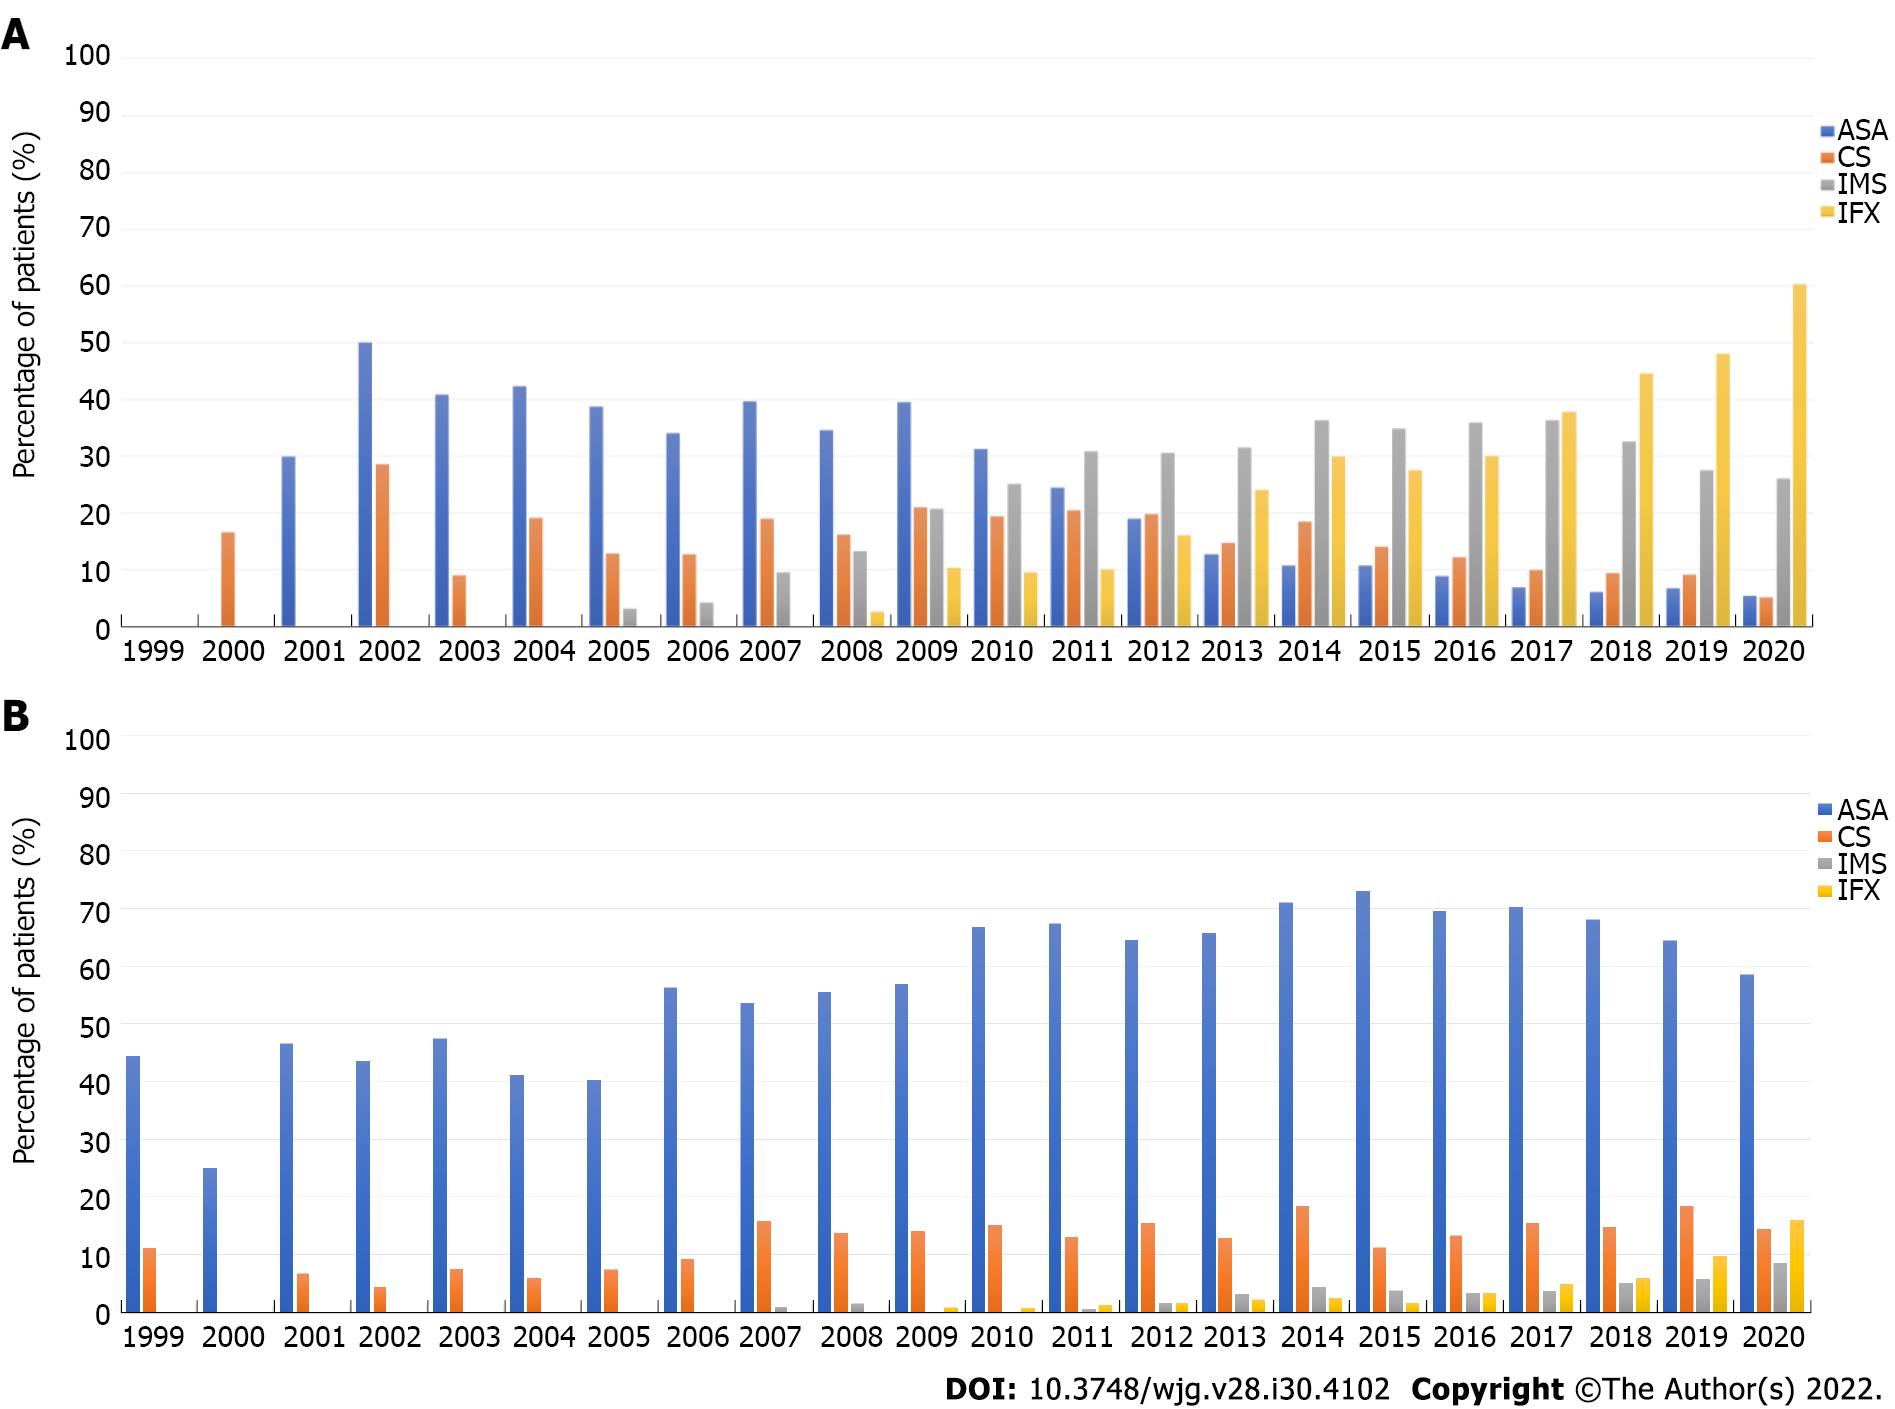 A
Percentage of patients (%)
100
90
80
70
60
50
40
30
20
10
0
1999 2000 2001 2002 2003 2004 2005 2006 2007 2008 2009 2010 2011 2012 2013 2014 2015 2016 2017 2018 2019 2020
ASA
CS
IMS
IFX
B
Percentage of patients (%)
100
90
80
70
60
50
40
30
20
10
0
1999 2000 2001 2002 2003 2004 2005 2006 2007 2008 2009 2010 2011 2012 2013 2014 2015 2016 2017 2018 2019 2020
ASA
CS
IMS
IFX
DOI: 10.3748/wjg.v28.i30.4102 Copyright ©The Author(s) 2022.